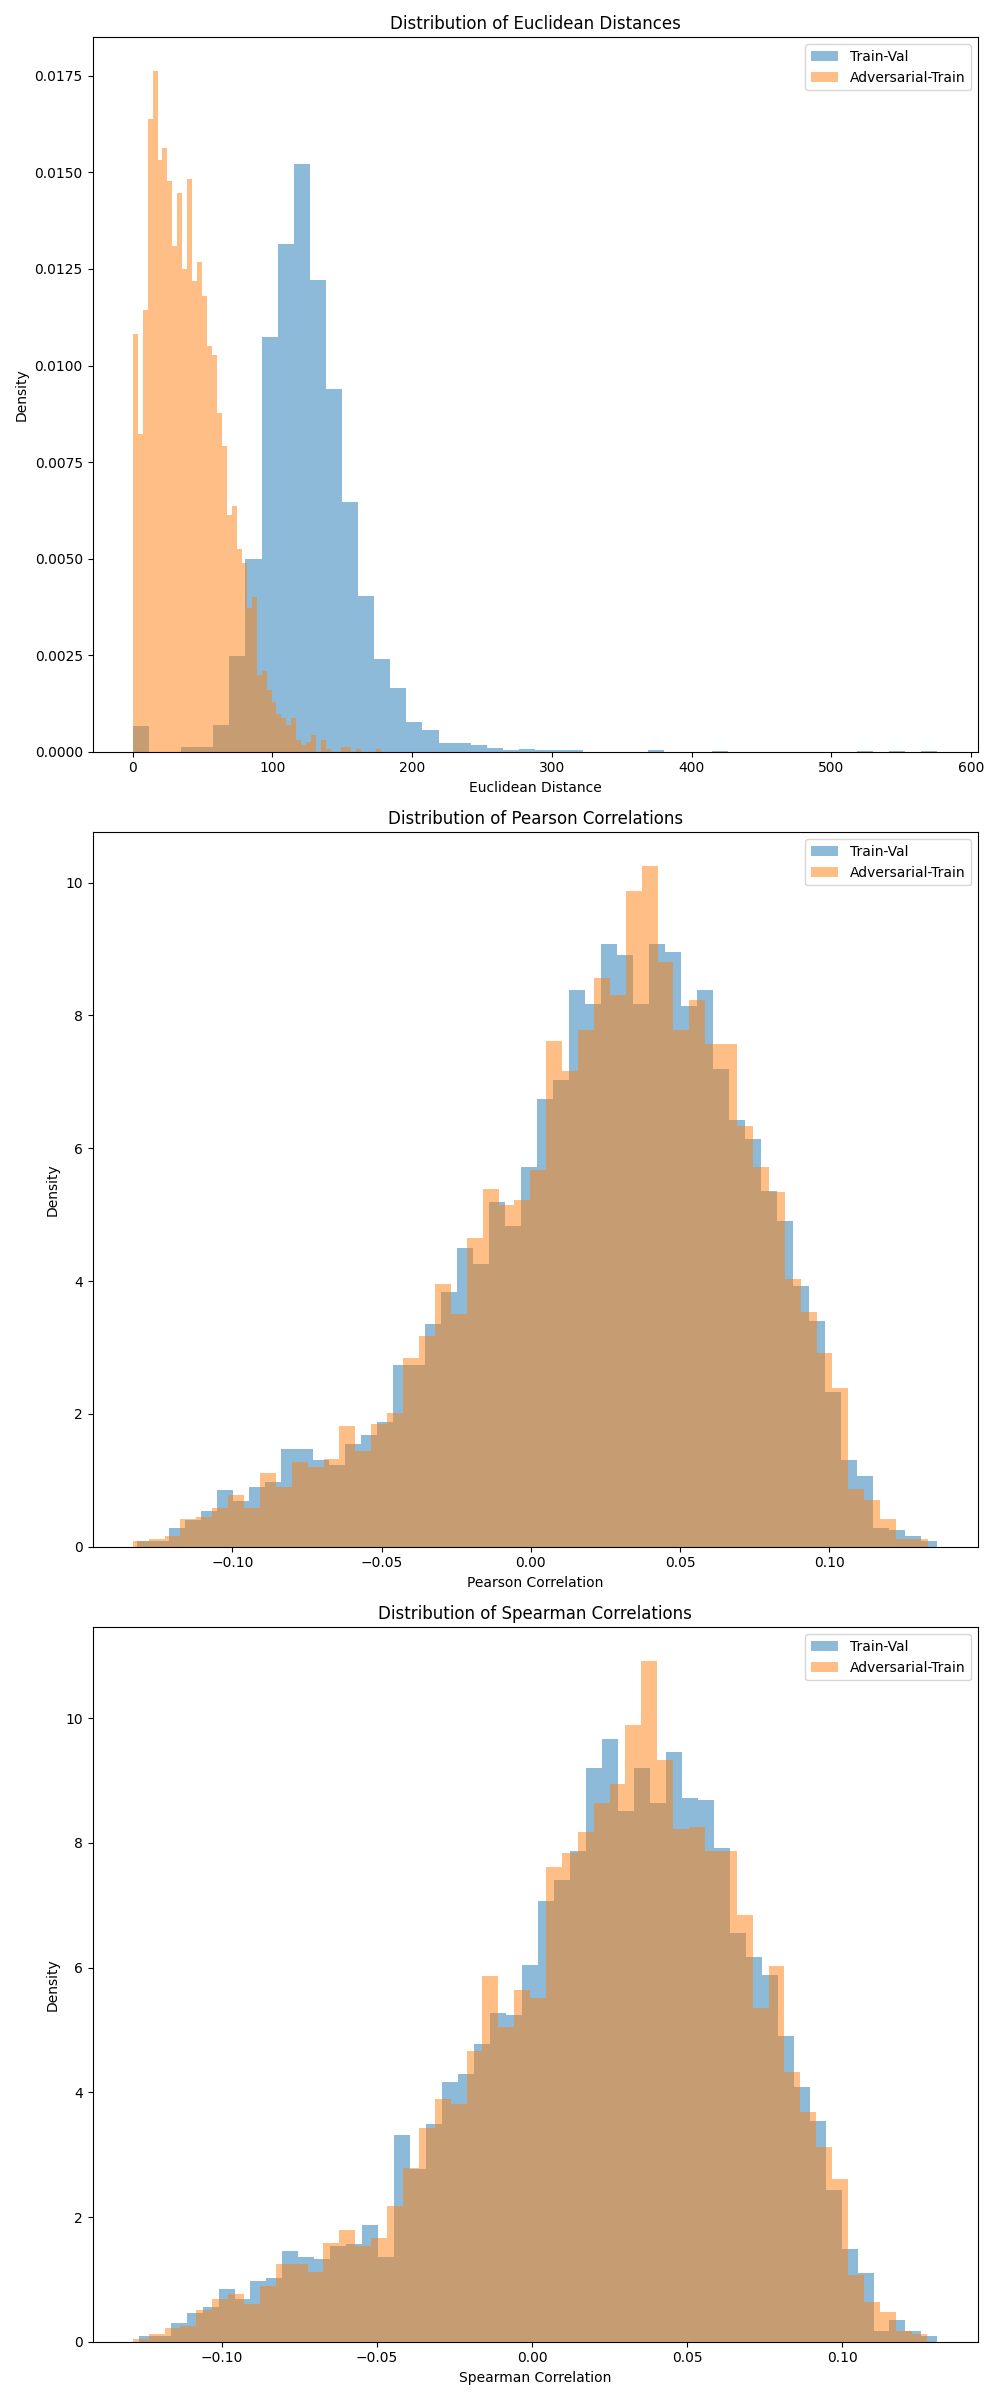 Distribution of Euclidean Distances
Train-Val
Adversarial-Train
0.0175
0.0150
0.0125
0.0100
0.0075
0.0050
0.0025
0.0000
Density
0 100 200 300 400 500 600
Euclidean Distance
Distribution of Pearson Correlations
Train-Val
Adversarial-Train
10
8
6
4
2
0
Density
−0.10 −0.05 0.00 0.05 0.10
Pearson Correlation
Distribution of Spearman Correlations
Train-Val
Adversarial-Train
10
8
6
4
2
0
Density
−0.10 −0.05 0.00 0.05 0.10
Spearman Correlation